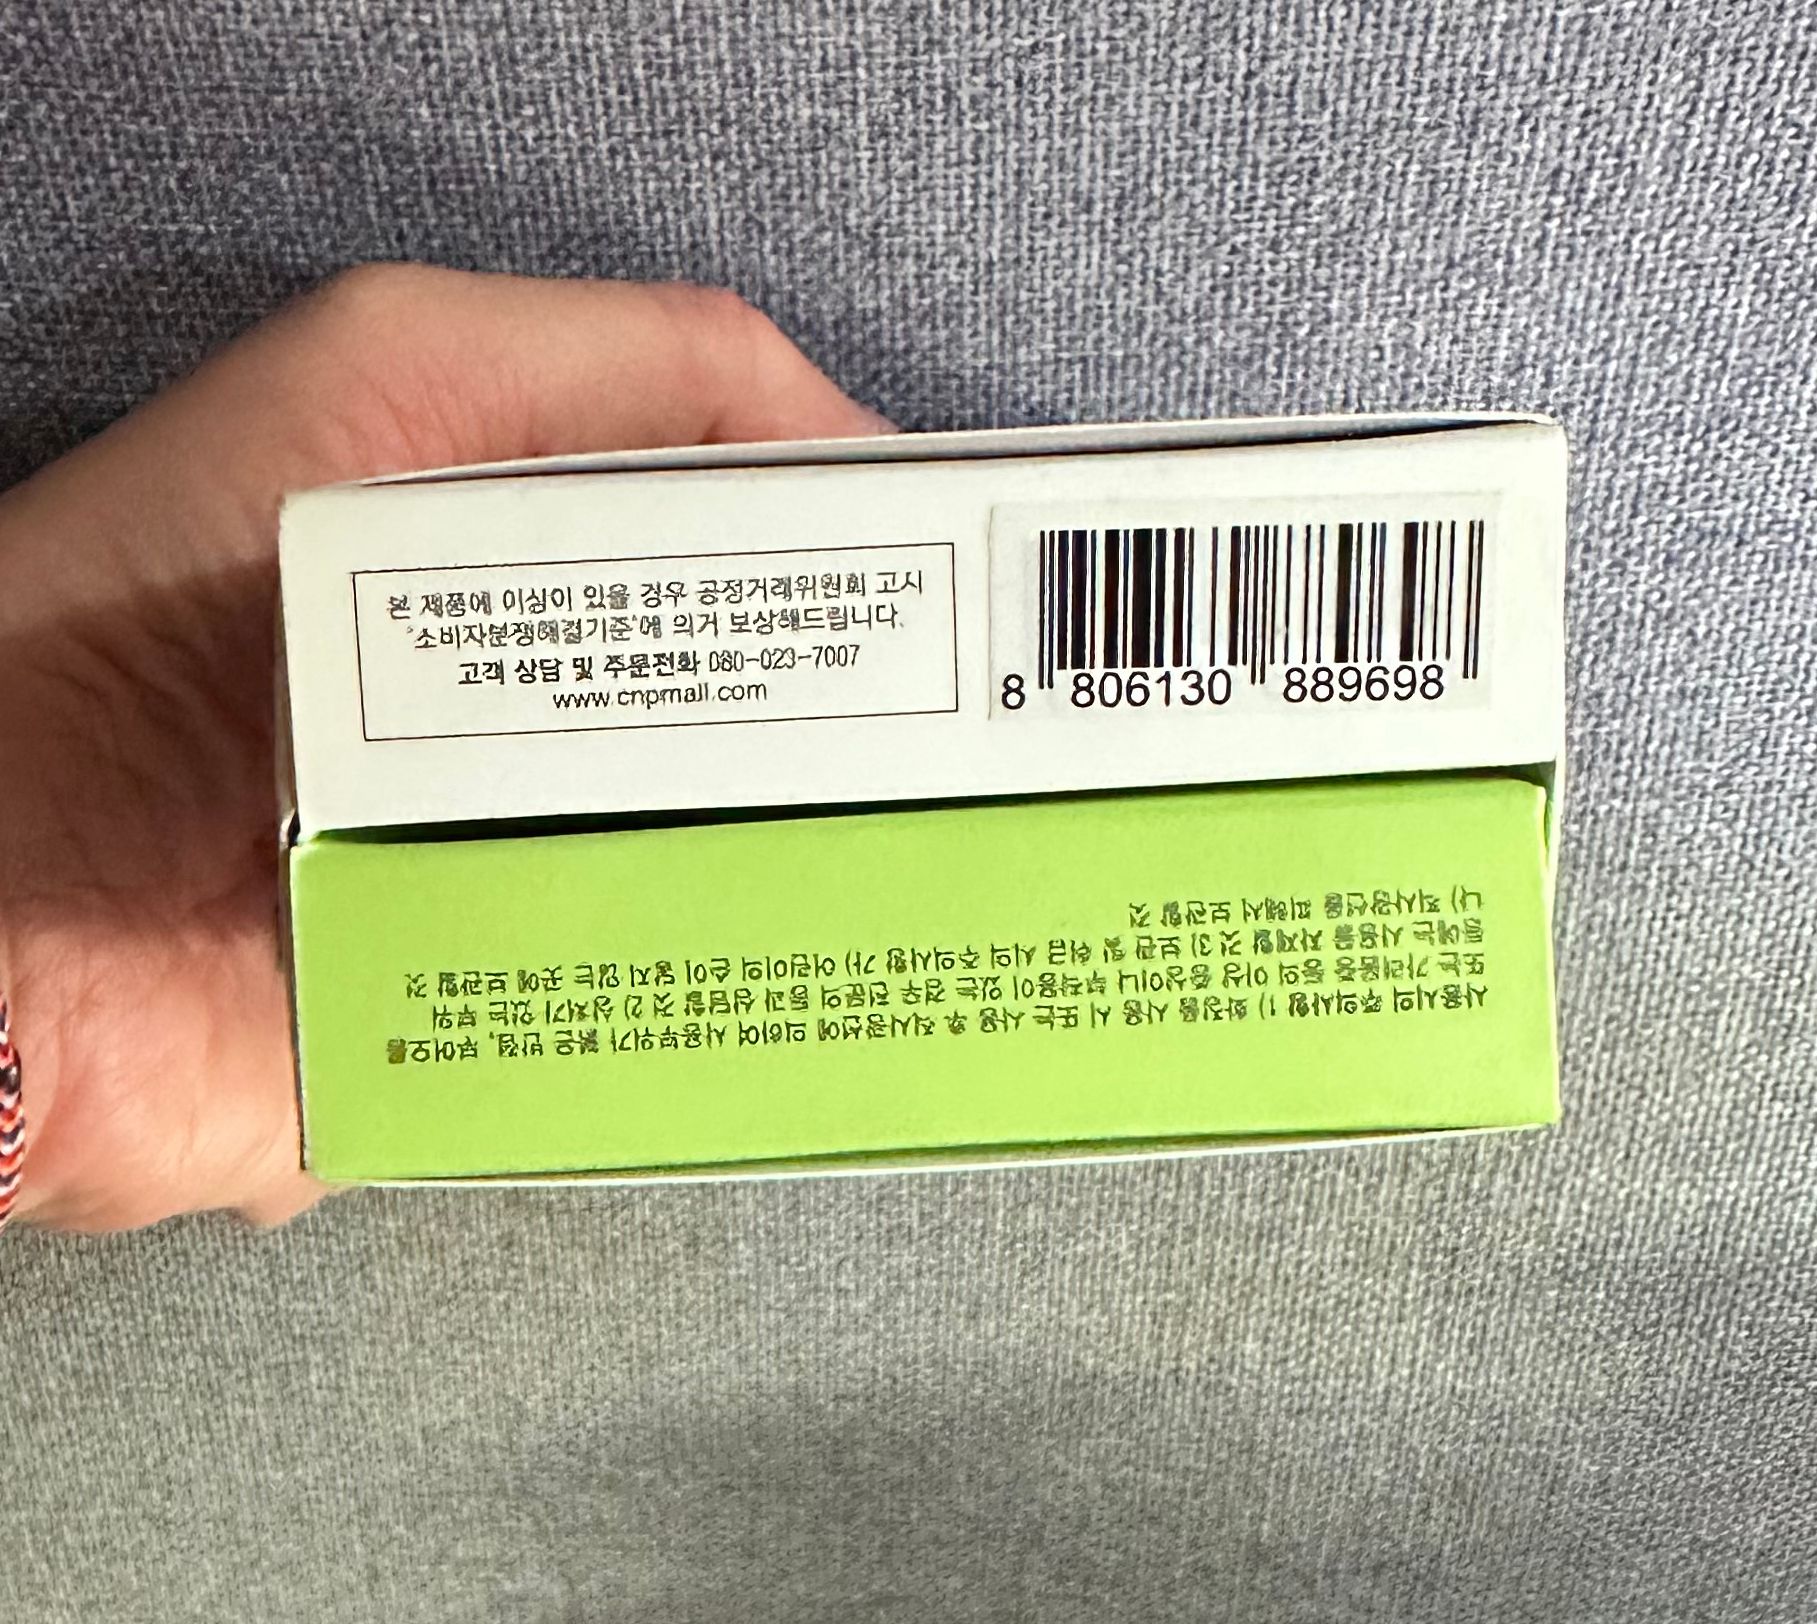 본 제품에 이상이 있을 경우 공정거래위원회 고시
'소비자분쟁해결기준'에 의거 보상해드립니다.
고객 상담 및 주문전화 080-023-7007
www.cnpmall.com
8 806130 889698
사용시의 주의사항 1) 화장품 사용 시 또는 사용 후 직사광선에 의하여 사용부위가 붉은 반점, 부어오름
또는 가려움증 등의 이상 증상이나 부작용이 있는 경우 전문의 등과 상담할 것 2) 상처가 있는 부위
등에는 사용을 자제할 것 3) 보관 및 취급 시의 주의사항 가) 어린이의 손이 닿지 않는 곳에 보관할 것
나) 직사광선을 피해서 보관할 것